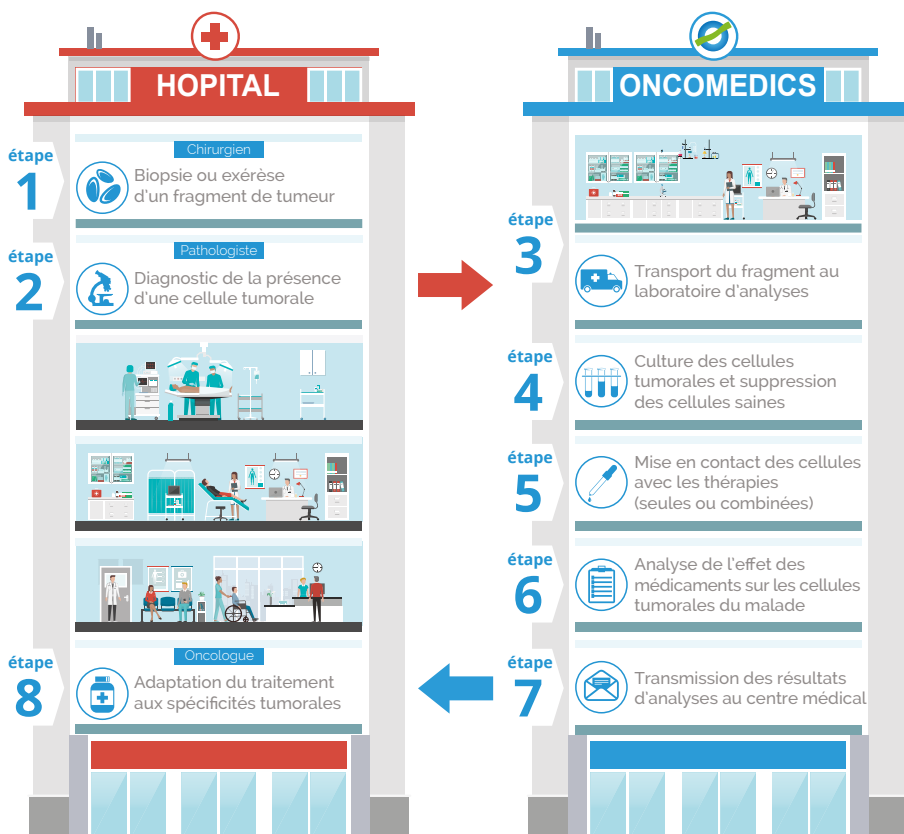 HOPITAL
étape
1
Chirurgien
Biopsie ou exérèse
d'un fragment de tumeur
étape
2
Pathologiste
Diagnostic de la présence
d'une cellule tumorale
étape
8
Oncologue
Adaptation du traitement
aux spécificités tumorales
ONCOMEDICS
étape
3
Transport du fragment au
laboratoire d'analyses
étape
4
Culture des cellules
tumorales et suppression
des cellules saines
étape
5
Mise en contact des cellules
avec les thérapies
(seules ou combinées)
étape
6
Analyse de l'effet des
médicaments sur les cellules
tumorales du malade
étape
7
Transmission des résultats
d'analyses au centre médical